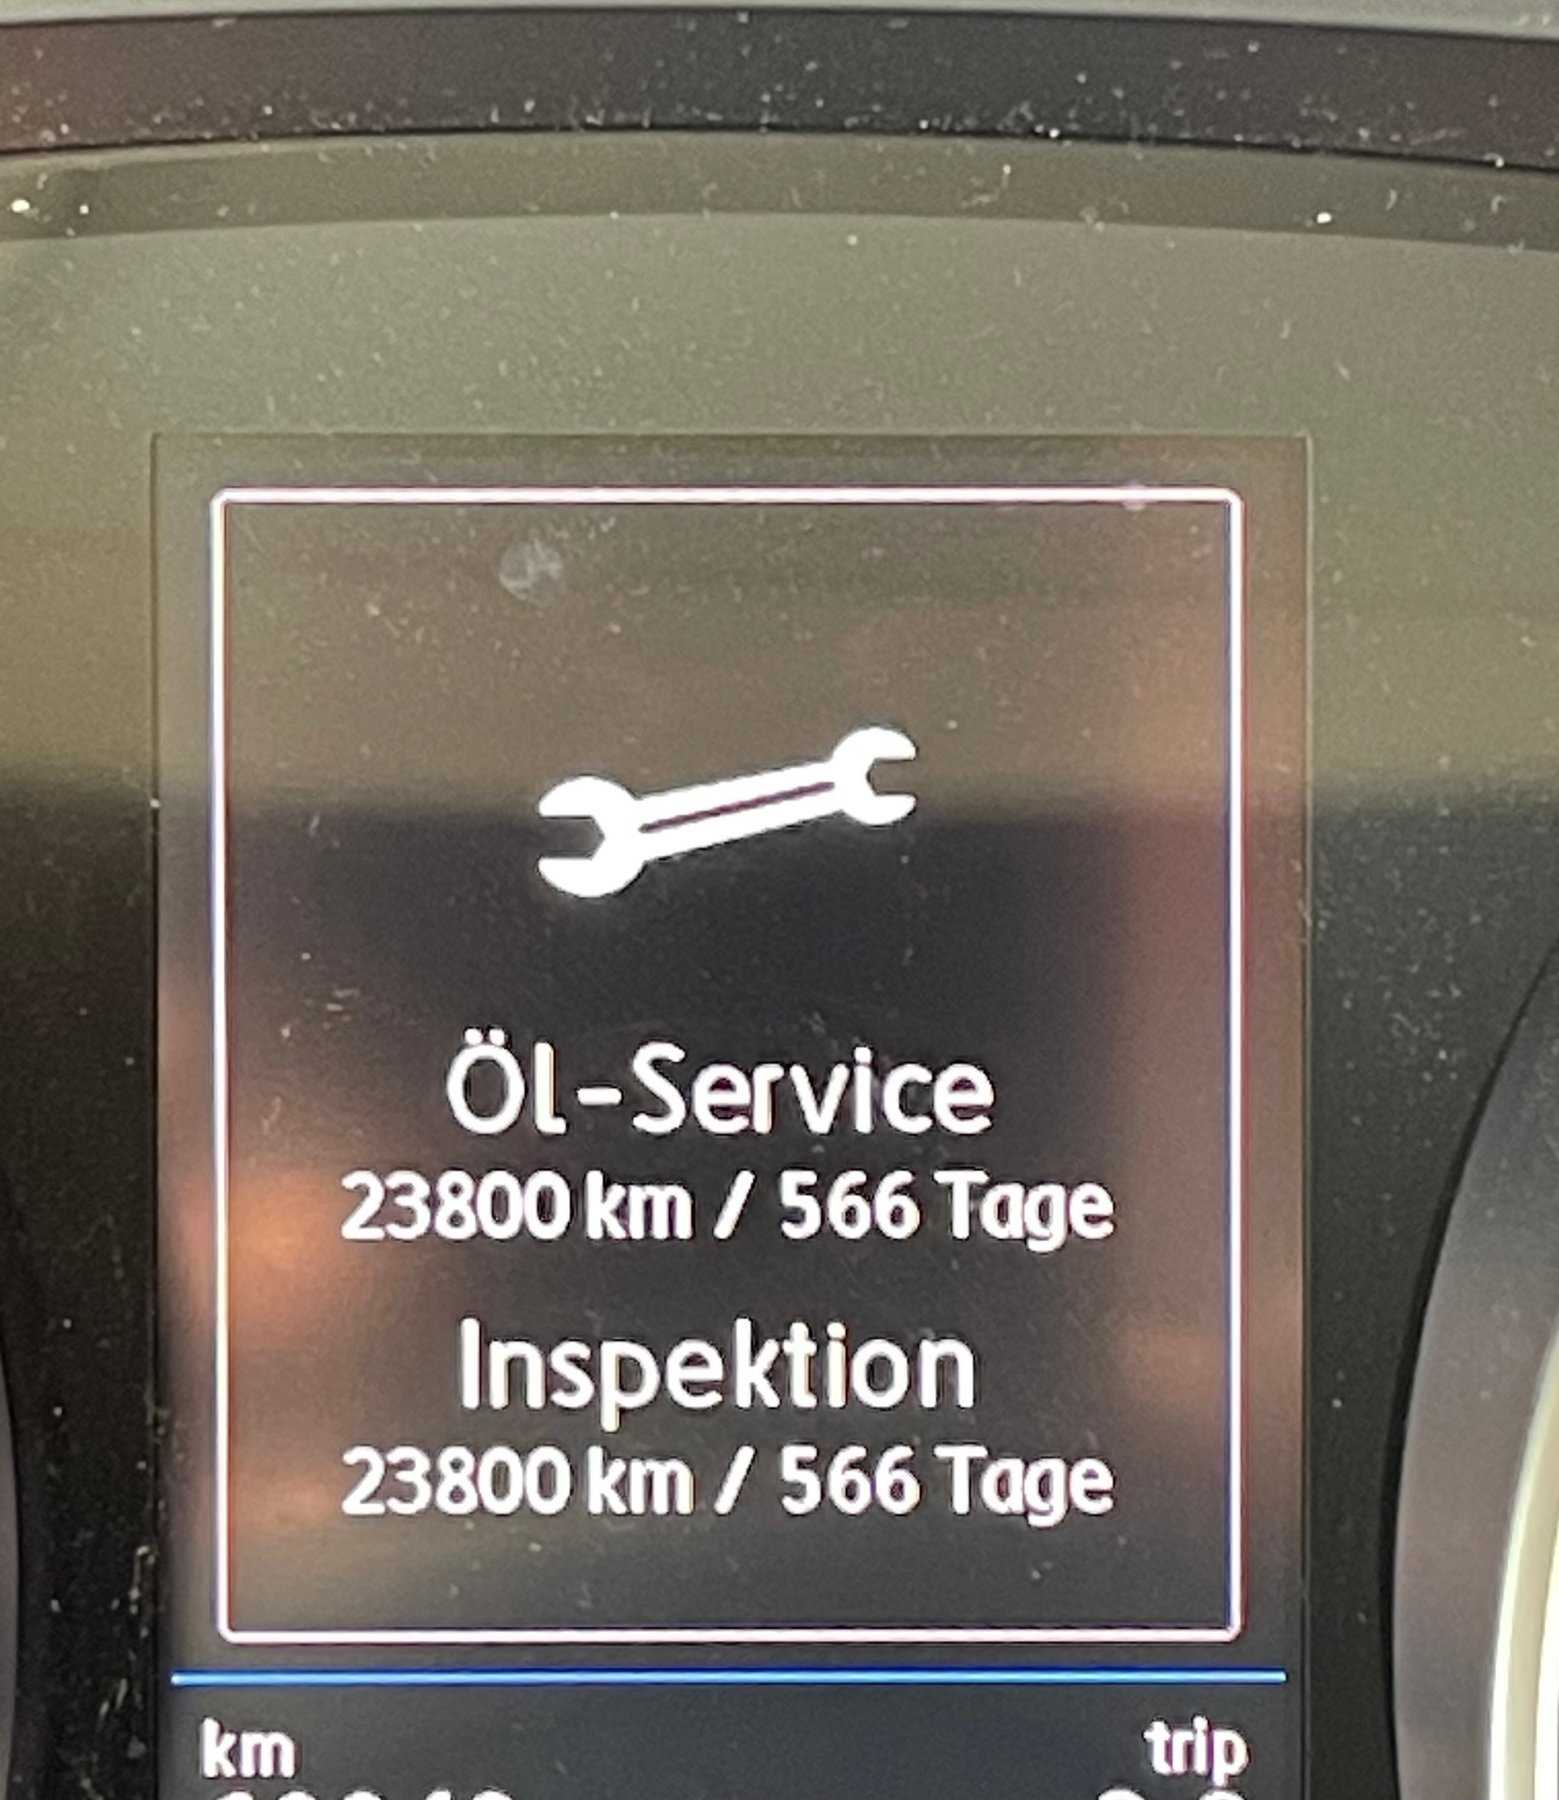 Öl-Service
23800 km / 566 Tage
Inspektion
23800 km / 566 Tage
km
trip